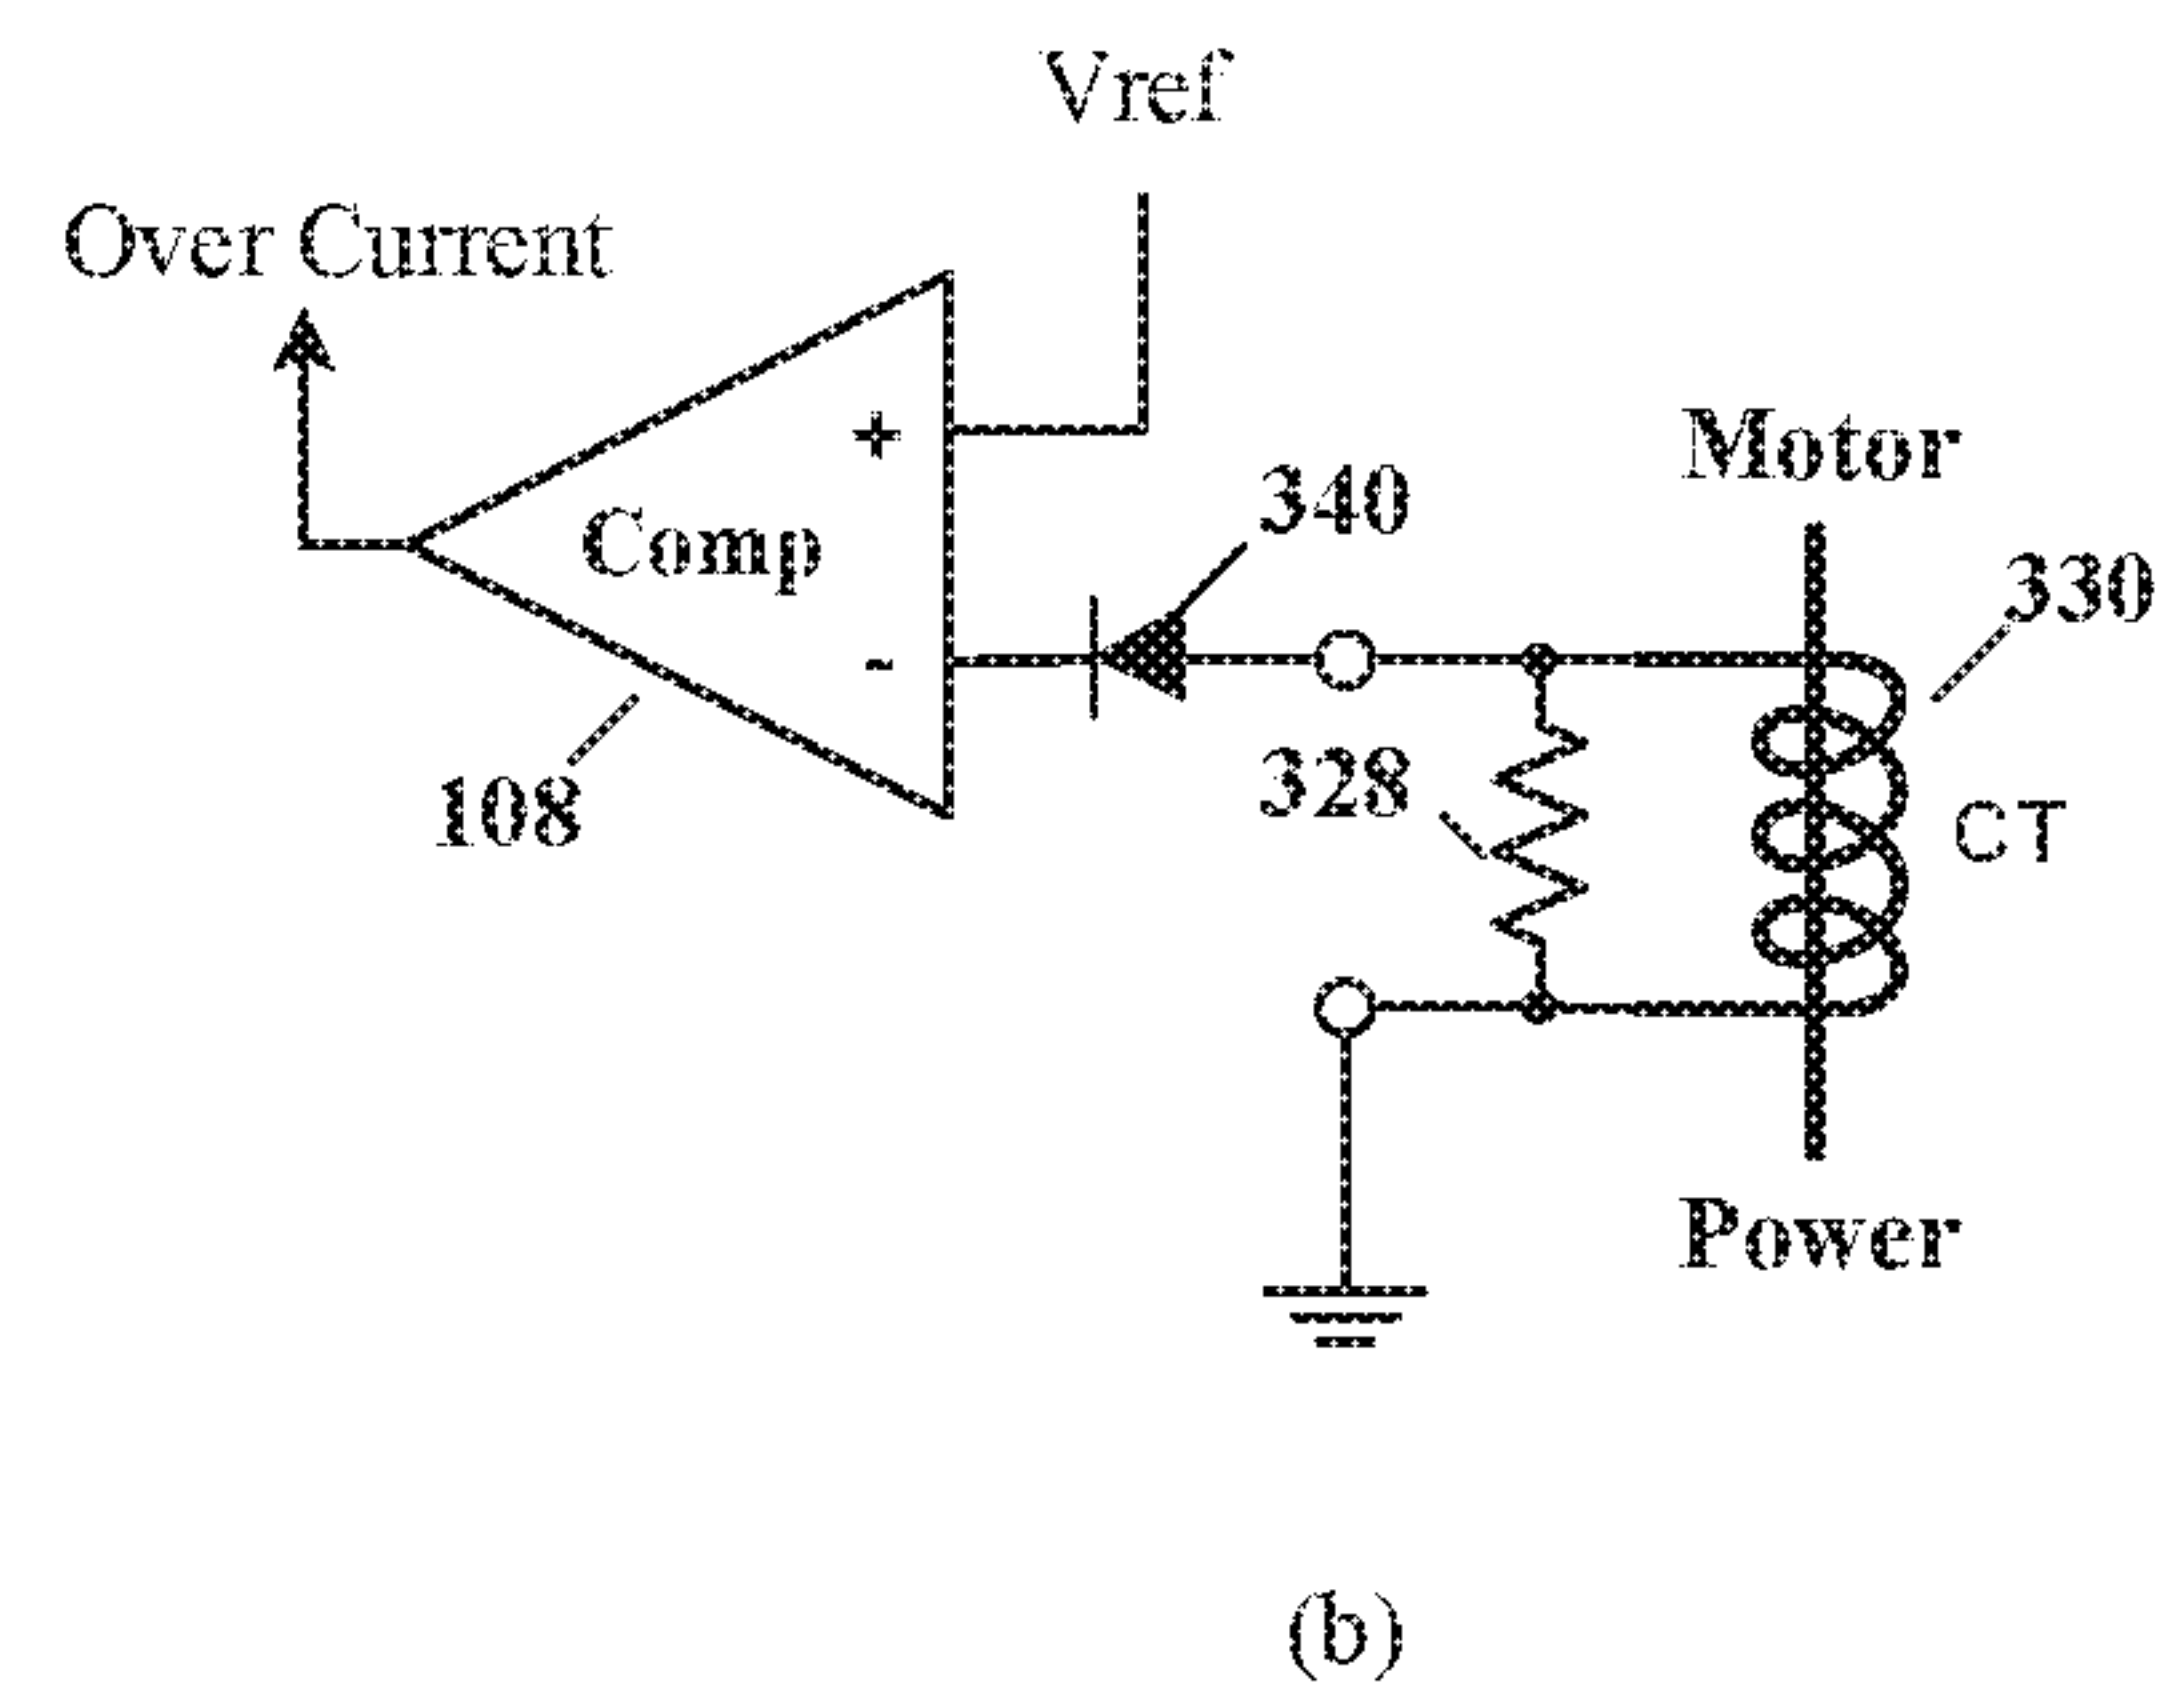 Vref
Over Current
+
Motor
340
Comp
330
-
328
108
CT
Power
(b)